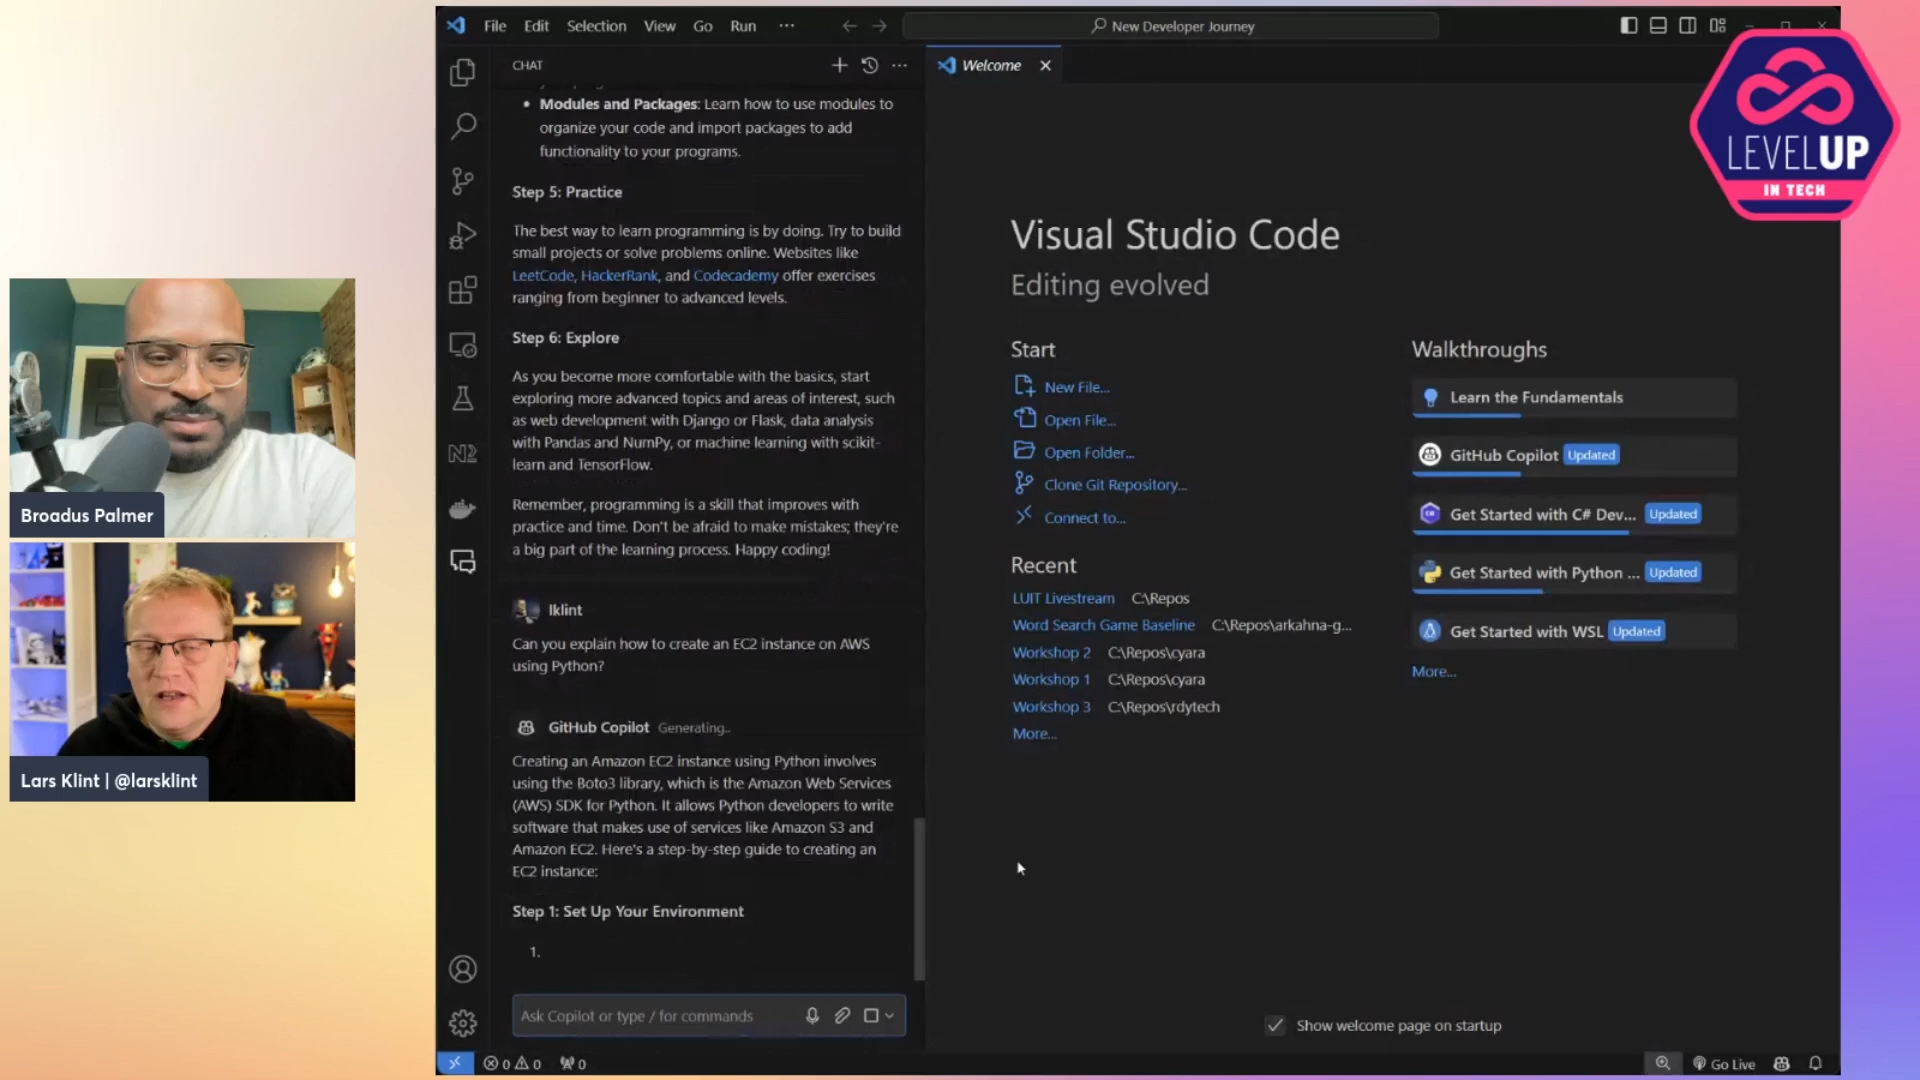 File Edit Selection View Go Run ···
New Developer Journey
CHAT
Welcome
• Modules and Packages: Learn how to use modules to
organize your code and import packages to add
functionality to your programs.
Step 5: Practice
The best way to learn programming is by doing. Try to build
small projects or solve problems online. Websites like
LeetCode, HackerRank, and Codecademy offer exercises
ranging from beginner to advanced levels.
Step 6: Explore
As you become more comfortable with the basics, start
exploring more advanced topics and areas of interest, such
as web development with Django or Flask, data analysis
with Pandas and NumPy, or machine learning with scikit-
learn and TensorFlow.
Remember, programming is a skill that improves with
practice and time. Don't be afraid to make mistakes; they're
a big part of the learning process. Happy coding!
lklint
Can you explain how to create an EC2 instance on AWS
using Python?
GitHub Copilot Generating..
Creating an Amazon EC2 instance using Python involves
using the Boto3 library, which is the Amazon Web Services
(AWS) SDK for Python. It allows Python developers to write
software that makes use of services like Amazon S3 and
Amazon EC2. Here's a step-by-step guide to creating an
EC2 instance:
Step 1: Set Up Your Environment
1.
Ask Copilot or type / for commands
Visual Studio Code
Editing evolved
Start
New File...
Open File...
Open Folder...
Clone Git Repository...
Connect to...
Recent
LUIT Livestream C:\Repos
Word Search Game Baseline C:\Repos\arkahna-g...
Workshop 2 C:\Repos\cyara
Workshop 1 C:\Repos\cyara
Workshop 3 C:\Repos\rdytech
More...
Walkthroughs
Learn the Fundamentals
GitHub Copilot Updated
Get Started with C# Dev... Updated
Get Started with Python ... Updated
Get Started with WSL Updated
More...
Show welcome page on startup
0 0 0
Go Live
LEVELUP
IN TECH
Broadus Palmer
Lars Klint | @larsklint